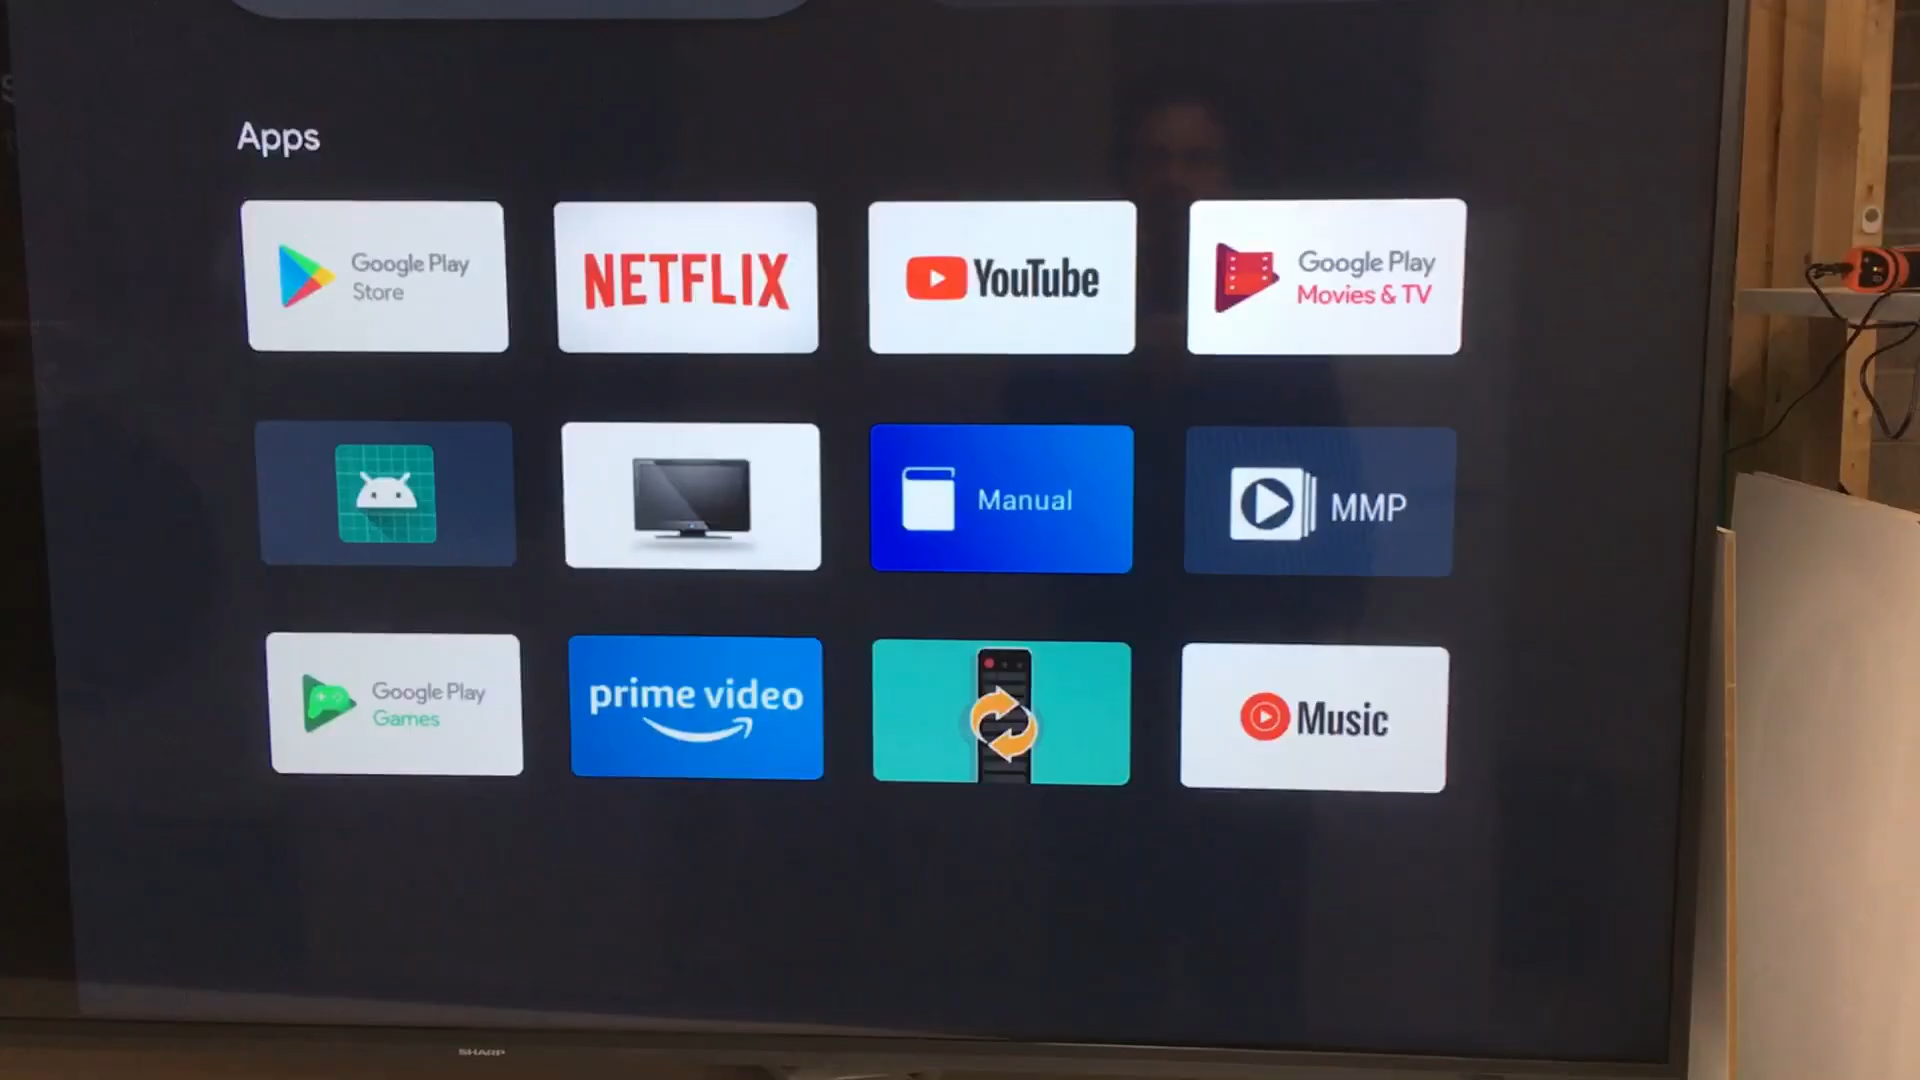 Apps
Google Play
Store
NETFLIX
YouTube
Google Play
Movies & TV
Manual
MMP
Google Play
Games
prime video
Music
SHARP